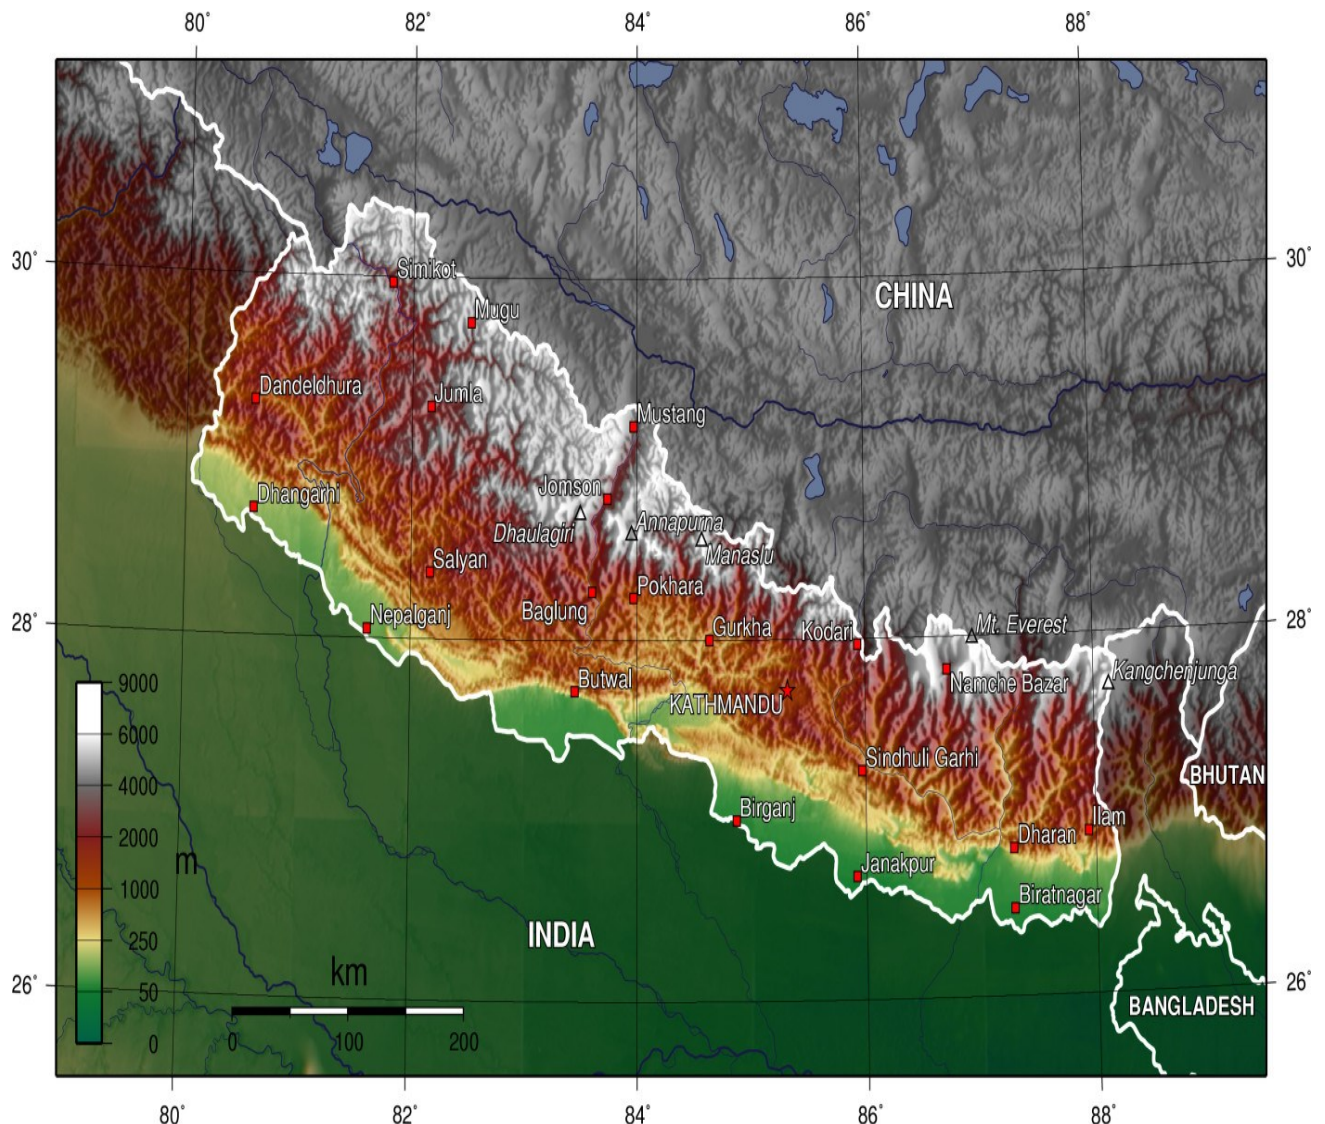 80° 82° 84° 86° 88°
30° 30°
CHINA
Simikot
Mugu
Dandeldhura
Jumla
Mustang
Jomson
Dhangarhi
Dhaulagiri
Annapurna
Manaslu
Salyan
Baglung
Pokhara
Nepalganj
Gurkha
Kodari
Mt. Everest
28° 28°
Namche Bazar
Kangchenjunga
Butwal
KATHMANDU
Sindhuli Garhi
BHUTAN
Birganj
Dharan
Ilam
Janakpur
Biratnagar
INDIA
BANGLADESH
9000
6000
4000
2000
m
1000
250
50
0
km
0 100 200
26° 26°
80° 82° 84° 86° 88°